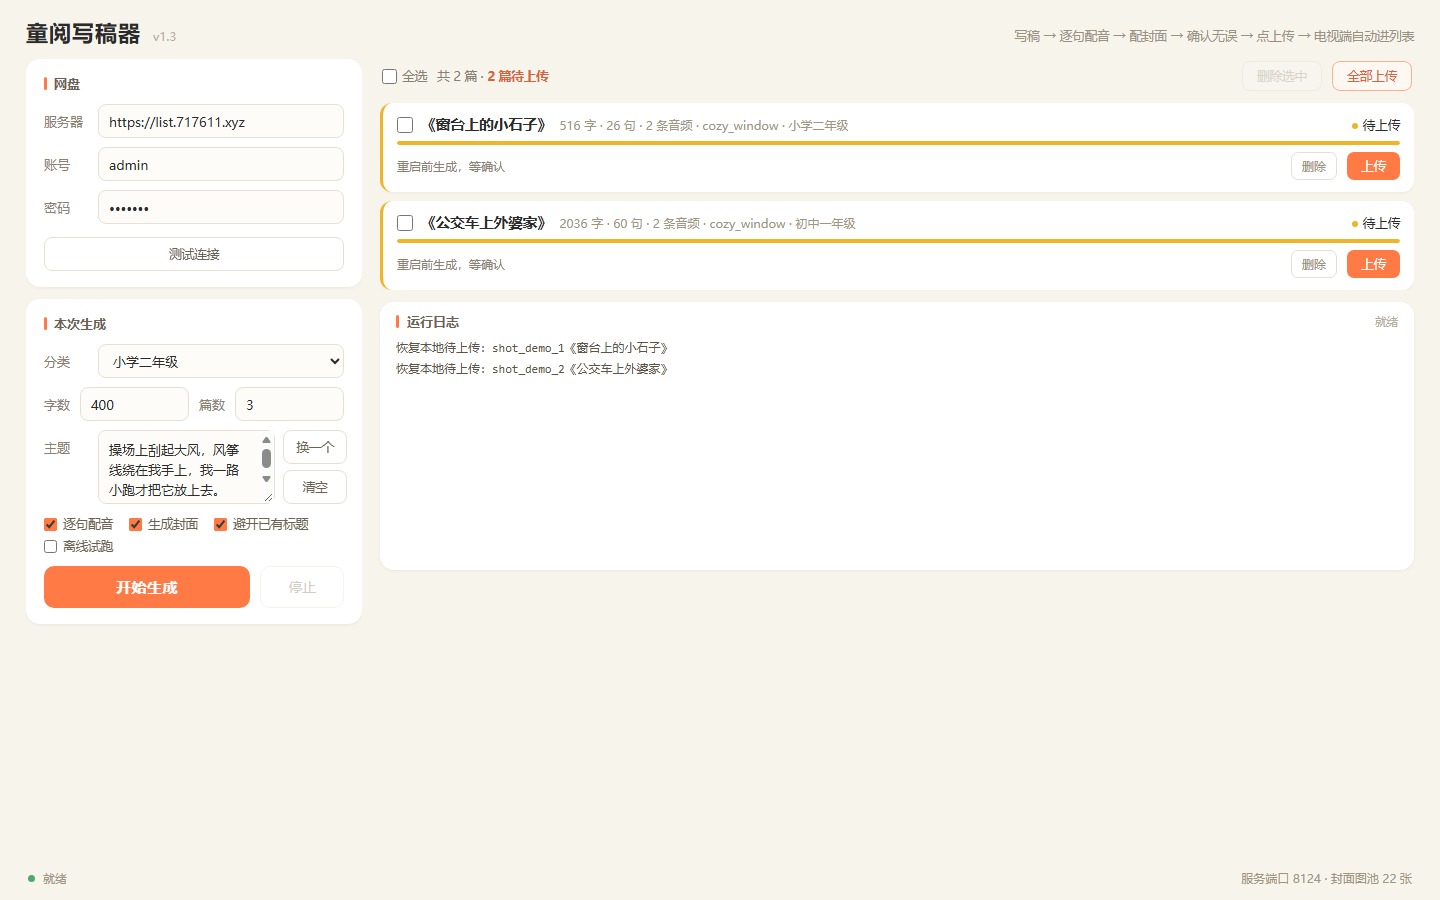 童阅写稿器 v1.3
写稿 → 逐句配音 → 配封面 → 确认无误 → 点上传 → 电视端自动进列表
网盘
服务器 https://list.717611.xyz
账号 admin
密码 •••••••
测试连接
本次生成
分类 小学二年级
字数 400 篇数 3
主题 操场上刮起大风，风筝
线绕在我手上，我一路
小跑才把它放上去。
换一个
清空
逐句配音 生成封面 避开已有标题
离线试跑
开始生成 停止
全选 共 2 篇 · 2 篇待上传 删除选中 全部上传
《窗台上的小石子》 516 字 · 26 句 · 2 条音频 · cozy_window · 小学二年级 待上传
重启前生成，等确认 删除 上传
《公交车上外婆家》 2036 字 · 60 句 · 2 条音频 · cozy_window · 初中一年级 待上传
重启前生成，等确认 删除 上传
运行日志 就绪
恢复本地待上传: shot_demo_1《窗台上的小石子》
恢复本地待上传: shot_demo_2《公交车上外婆家》
就绪 服务端口 8124 · 封面图池 22 张